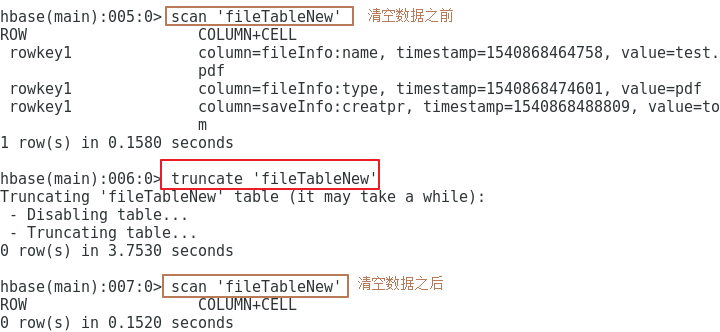 hbase(main):005:0> scan 'fileTableNew' 清空数据之前
ROW COLUMN+CELL
rowkey1 column=fileInfo:name, timestamp=1540868464758, value=test.
pdf
rowkey1 column=fileInfo:type, timestamp=1540868474601, value=pdf
rowkey1 column=saveInfo:creatpr, timestamp=1540868488809, value=to
m
1 row(s) in 0.1580 seconds
hbase(main):006:0> truncate 'fileTableNew'
Truncating 'fileTableNew' table (it may take a while):
- Disabling table...
- Truncating table...
0 row(s) in 3.7530 seconds
hbase(main):007:0> scan 'fileTableNew' 清空数据之后
ROW COLUMN+CELL
0 row(s) in 0.1520 seconds